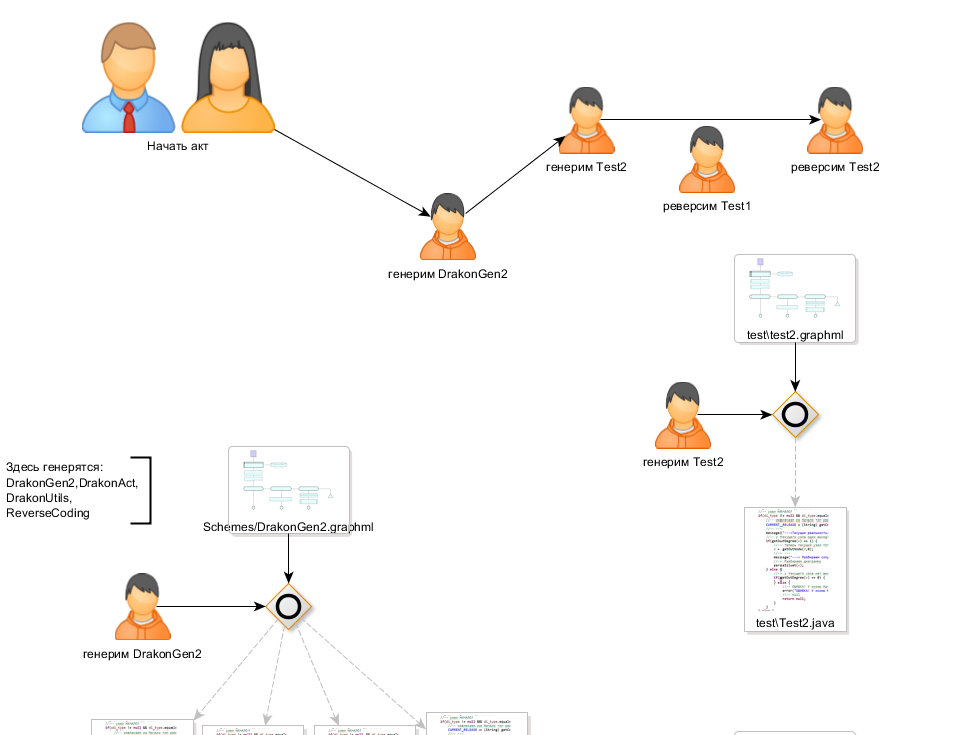 Начать акт
генерим Test2
реверсим Test2
реверсим Test1
генерим DrakonGen2
test\test2.graphml
генерим Test2
Здесь генерятся:
DrakonGen2,DrakonAct,
DrakonUtils,
ReverseCoding
Schemes/DrakonGen2.graphml
test\Test2.java
генерим DrakonGen2